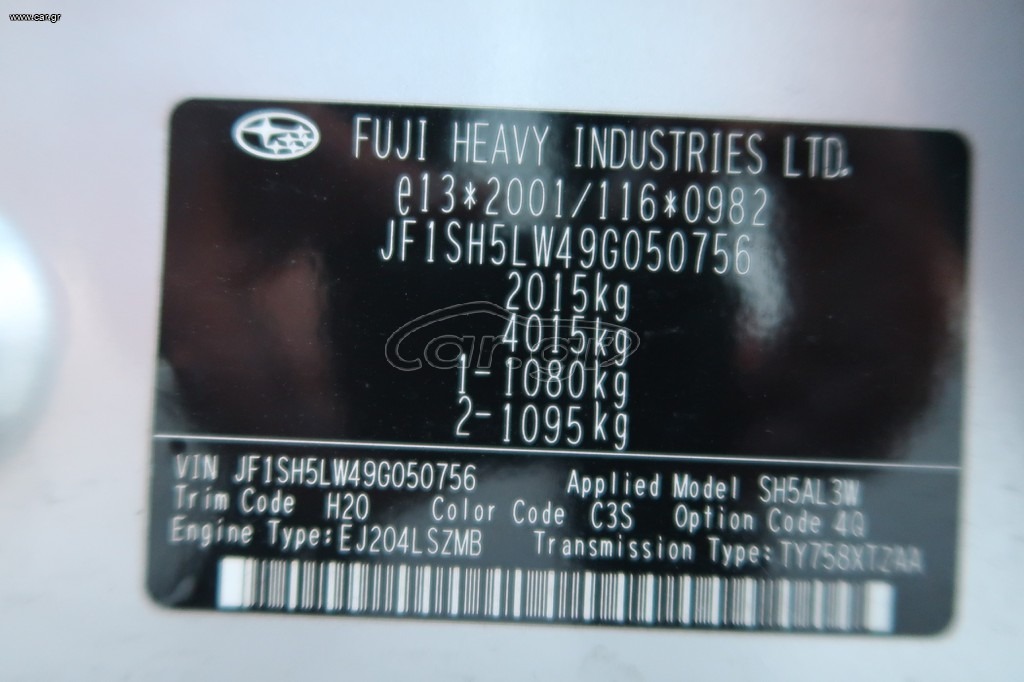 www.car.gr
FUJI HEAVY INDUSTRIES LTD.
e13*2001/116*0982
JF1SH5LW49G050756
2015kg
4015kg
Car.gr
1-1080kg
2-1095kg
VIN JF1SH5LW49G050756 Applied Model SH5AL3W
Trim Code H20 Color Code C3S Option Code 4Q
Engine Type:EJ204LSZMB Transmission Type:TY758XTZAA